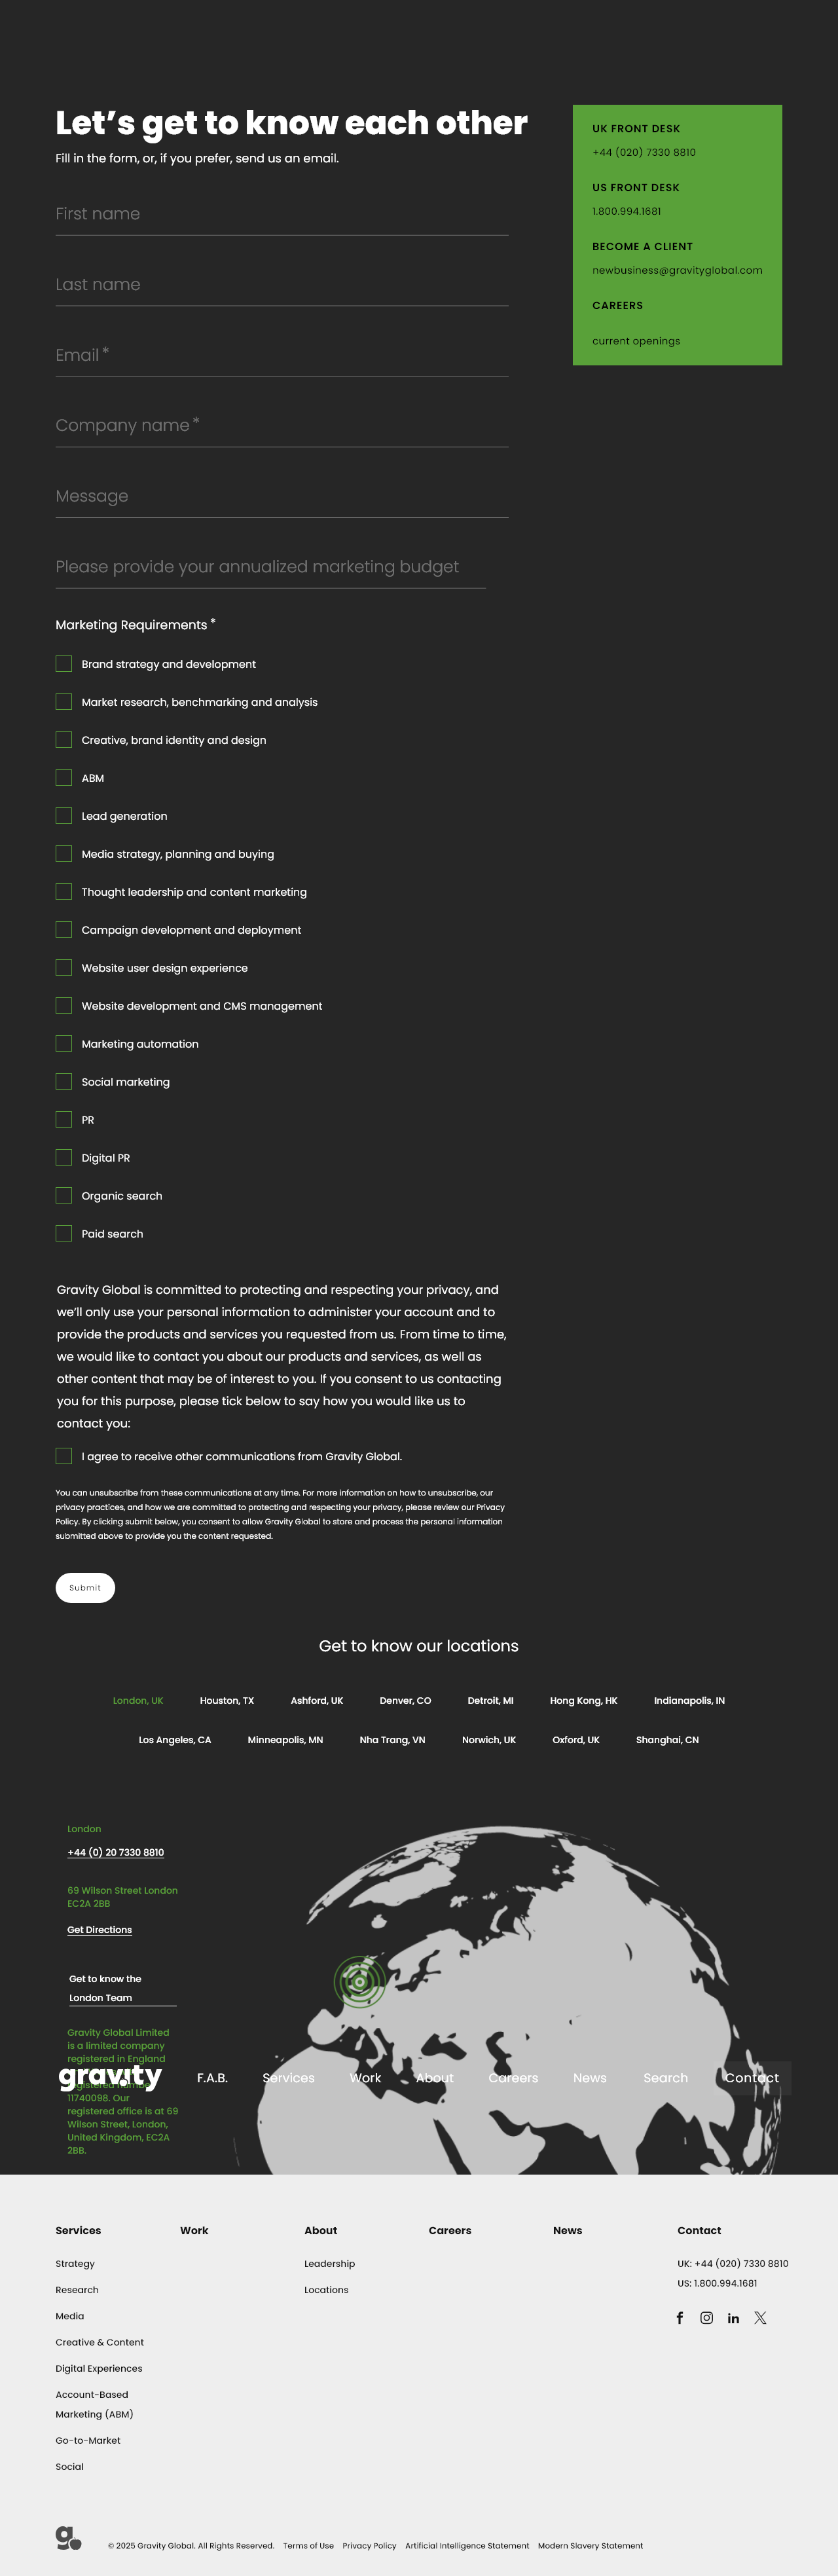 Let's get to know each other
Fill in the form, or, if you prefer, send us an email.
First name
Last name
Email *
Company name *
Message
Please provide your annualized marketing budget
UK FRONT DESK
+44 (020) 7330 8810
US FRONT DESK
1.800.994.1681
BECOME A CLIENT
newbusiness@gravityglobal.com
CAREERS
current openings
Marketing Requirements *
Brand strategy and development
Market research, benchmarking and analysis
Creative, brand identity and design
ABM
Lead generation
Media strategy, planning and buying
Thought leadership and content marketing
Campaign development and deployment
Website user design experience
Website development and CMS management
Marketing automation
Social marketing
PR
Digital PR
Organic search
Paid search
Gravity Global is committed to protecting and respecting your privacy, and
we'll only use your personal information to administer your account and to
provide the products and services you requested from us. From time to time,
we would like to contact you about our products and services, as well as
other content that may be of interest to you. If you consent to us contacting
you for this purpose, please tick below to say how you would like us to
contact you:
I agree to receive other communications from Gravity Global.
You can unsubscribe from these communications at any time. For more information on how to unsubscribe, our
privacy practices, and how we are committed to protecting and respecting your privacy, please review our Privacy
Policy. By clicking submit below, you consent to allow Gravity Global to store and process the personal information
submitted above to provide you the content requested.
Submit
Get to know our locations
London, UK Houston, TX Ashford, UK Denver, CO Detroit, MI Hong Kong, HK Indianapolis, IN
Los Angeles, CA Minneapolis, MN Nha Trang, VN Norwich, UK Oxford, UK Shanghai, CN
London
+44 (0) 20 7330 8810
69 Wilson Street London
EC2A 2BB
Get Directions
Get to know the
London Team
Gravity Global Limited
is a limited company
registered in England
gravity F.A.B. Services Work About Careers News Search Contact
11740098. Our
registered office is at 69
Wilson Street, London,
United Kingdom, EC2A
2BB.
Services
Strategy
Research
Media
Creative & Content
Digital Experiences
Account-Based
Marketing (ABM)
Go-to-Market
Social
Work
About
Leadership
Locations
Careers
News
Contact
UK: +44 (020) 7330 8810
US: 1.800.994.1681
g.
© 2025 Gravity Global. All Rights Reserved. Terms of Use Privacy Policy Artificial Intelligence Statement Modern Slavery Statement